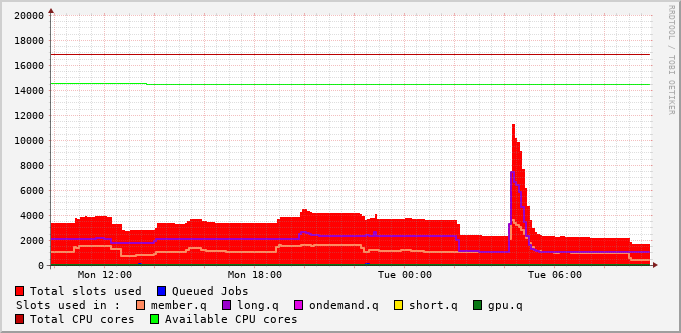 20000
18000
16000
14000
12000
10000
8000
6000
4000
2000
0
Mon 12:00 Mon 18:00 Tue 00:00 Tue 06:00
RRDTOOL / TOBI OETIKER
Total slots used Queued Jobs
Slots used in : member.q long.q ondemand.q short.q gpu.q
Total CPU cores Available CPU cores